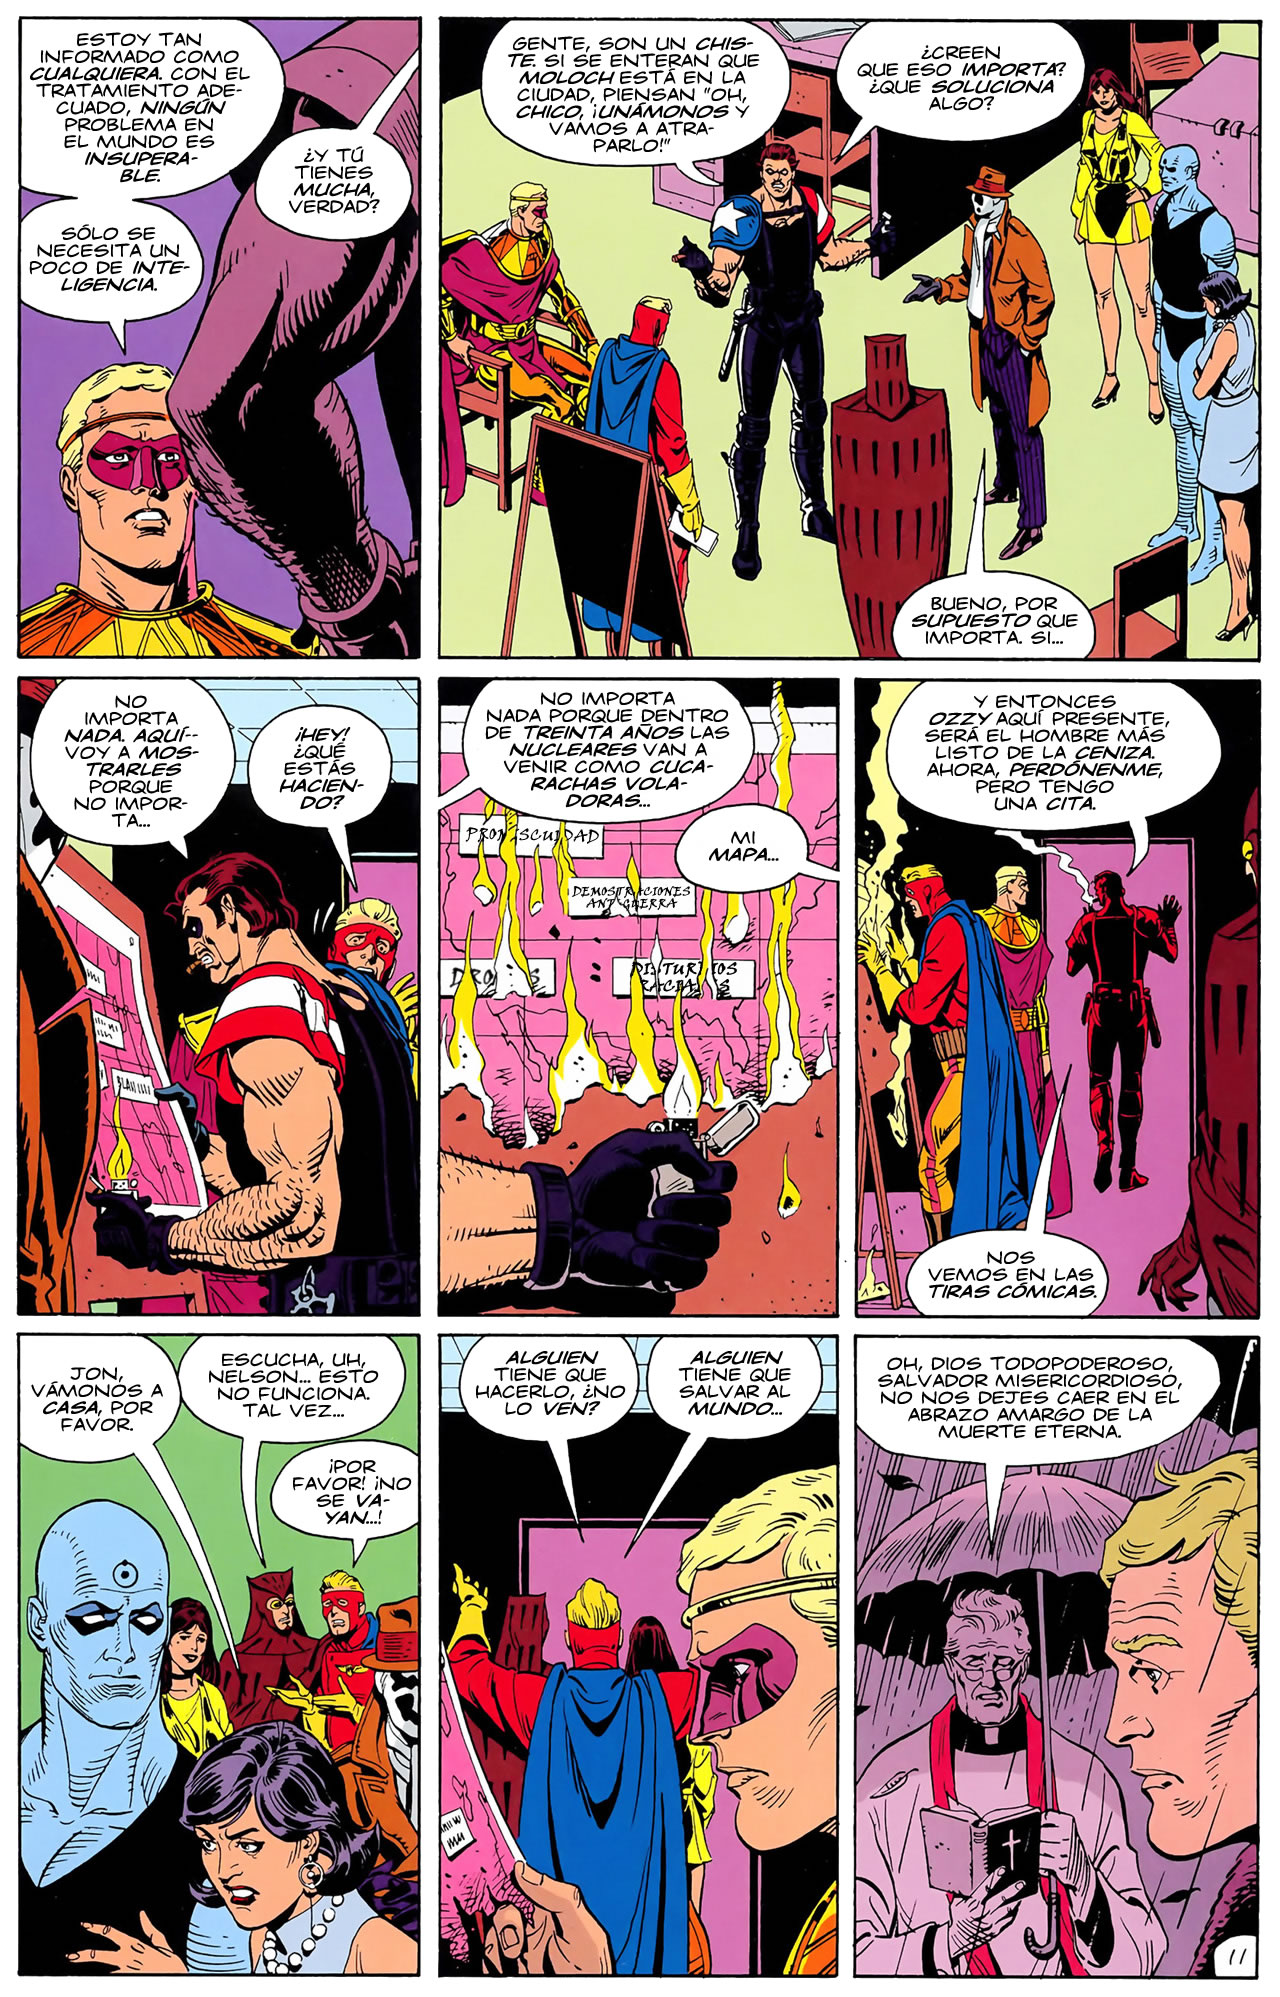 ESTOY TAN
INFORMADO COMO
CUALQUIERA. CON EL
TRATAMIENTO ADE-
CUADO, NINGÚN
PROBLEMA EN
EL MUNDO ES
INSUPERA-
BLE.
¿Y TÚ
TIENES
MUCHA,
VERDAD?
SÓLO SE
NECESITA UN
POCO DE INTE-
LIGENCIA.
GENTE, SON UN CHIS-
TE. SI SE ENTERAN QUE
MOLOCH ESTÁ EN LA
CIUDAD, PIENSAN "OH,
CHICO, ¡UNÁMONOS Y
VAMOS A ATRA-
PARLO!"
¿CREEN
QUE ESO IMPORTA?
¿QUE SOLUCIONA
ALGO?
BUENO, POR
SUPUESTO QUE
IMPORTA. SI...
NO
IMPORTA
NADA. AQUÍ--
VOY A MOS-
TRARLES
PORQUE
NO IMPOR-
TA...
¡HEY!
¿QUÉ
ESTÁS
HACIEN-
DO?
NO IMPORTA
NADA PORQUE DENTRO
DE TREINTA AÑOS LAS
NUCLEARES VAN A
VENIR COMO CUCA-
RACHAS VOLA-
DORAS...
MI
MAPA...
PROMISCUIDAD
DEMOSTRACIONES
ANTIGUERRA
DROGAS
DISTURBIOS
RACIALES
Y ENTONCES
OZZY AQUÍ PRESENTE,
SERÁ EL HOMBRE MÁS
LISTO DE LA CENIZA.
AHORA, PERDÓNENME,
PERO TENGO
UNA CITA.
NOS
VEMOS EN LAS
TIRAS CÓMICAS.
JON,
VÁMONOS A
CASA, POR
FAVOR.
ESCUCHA, UH,
NELSON... ESTO
NO FUNCIONA.
TAL VEZ...
¡POR
FAVOR! ¡NO
SE VA-
YAN...!
ALGUIEN
TIENE QUE
HACERLO, ¿NO
LO VEN?
ALGUIEN
TIENE QUE
SALVAR AL
MUNDO...
OH, DIOS TODOPODEROSO,
SALVADOR MISERICORDIOSO,
NO NOS DEJES CAER EN EL
ABRAZO AMARGO DE LA
MUERTE ETERNA.
11